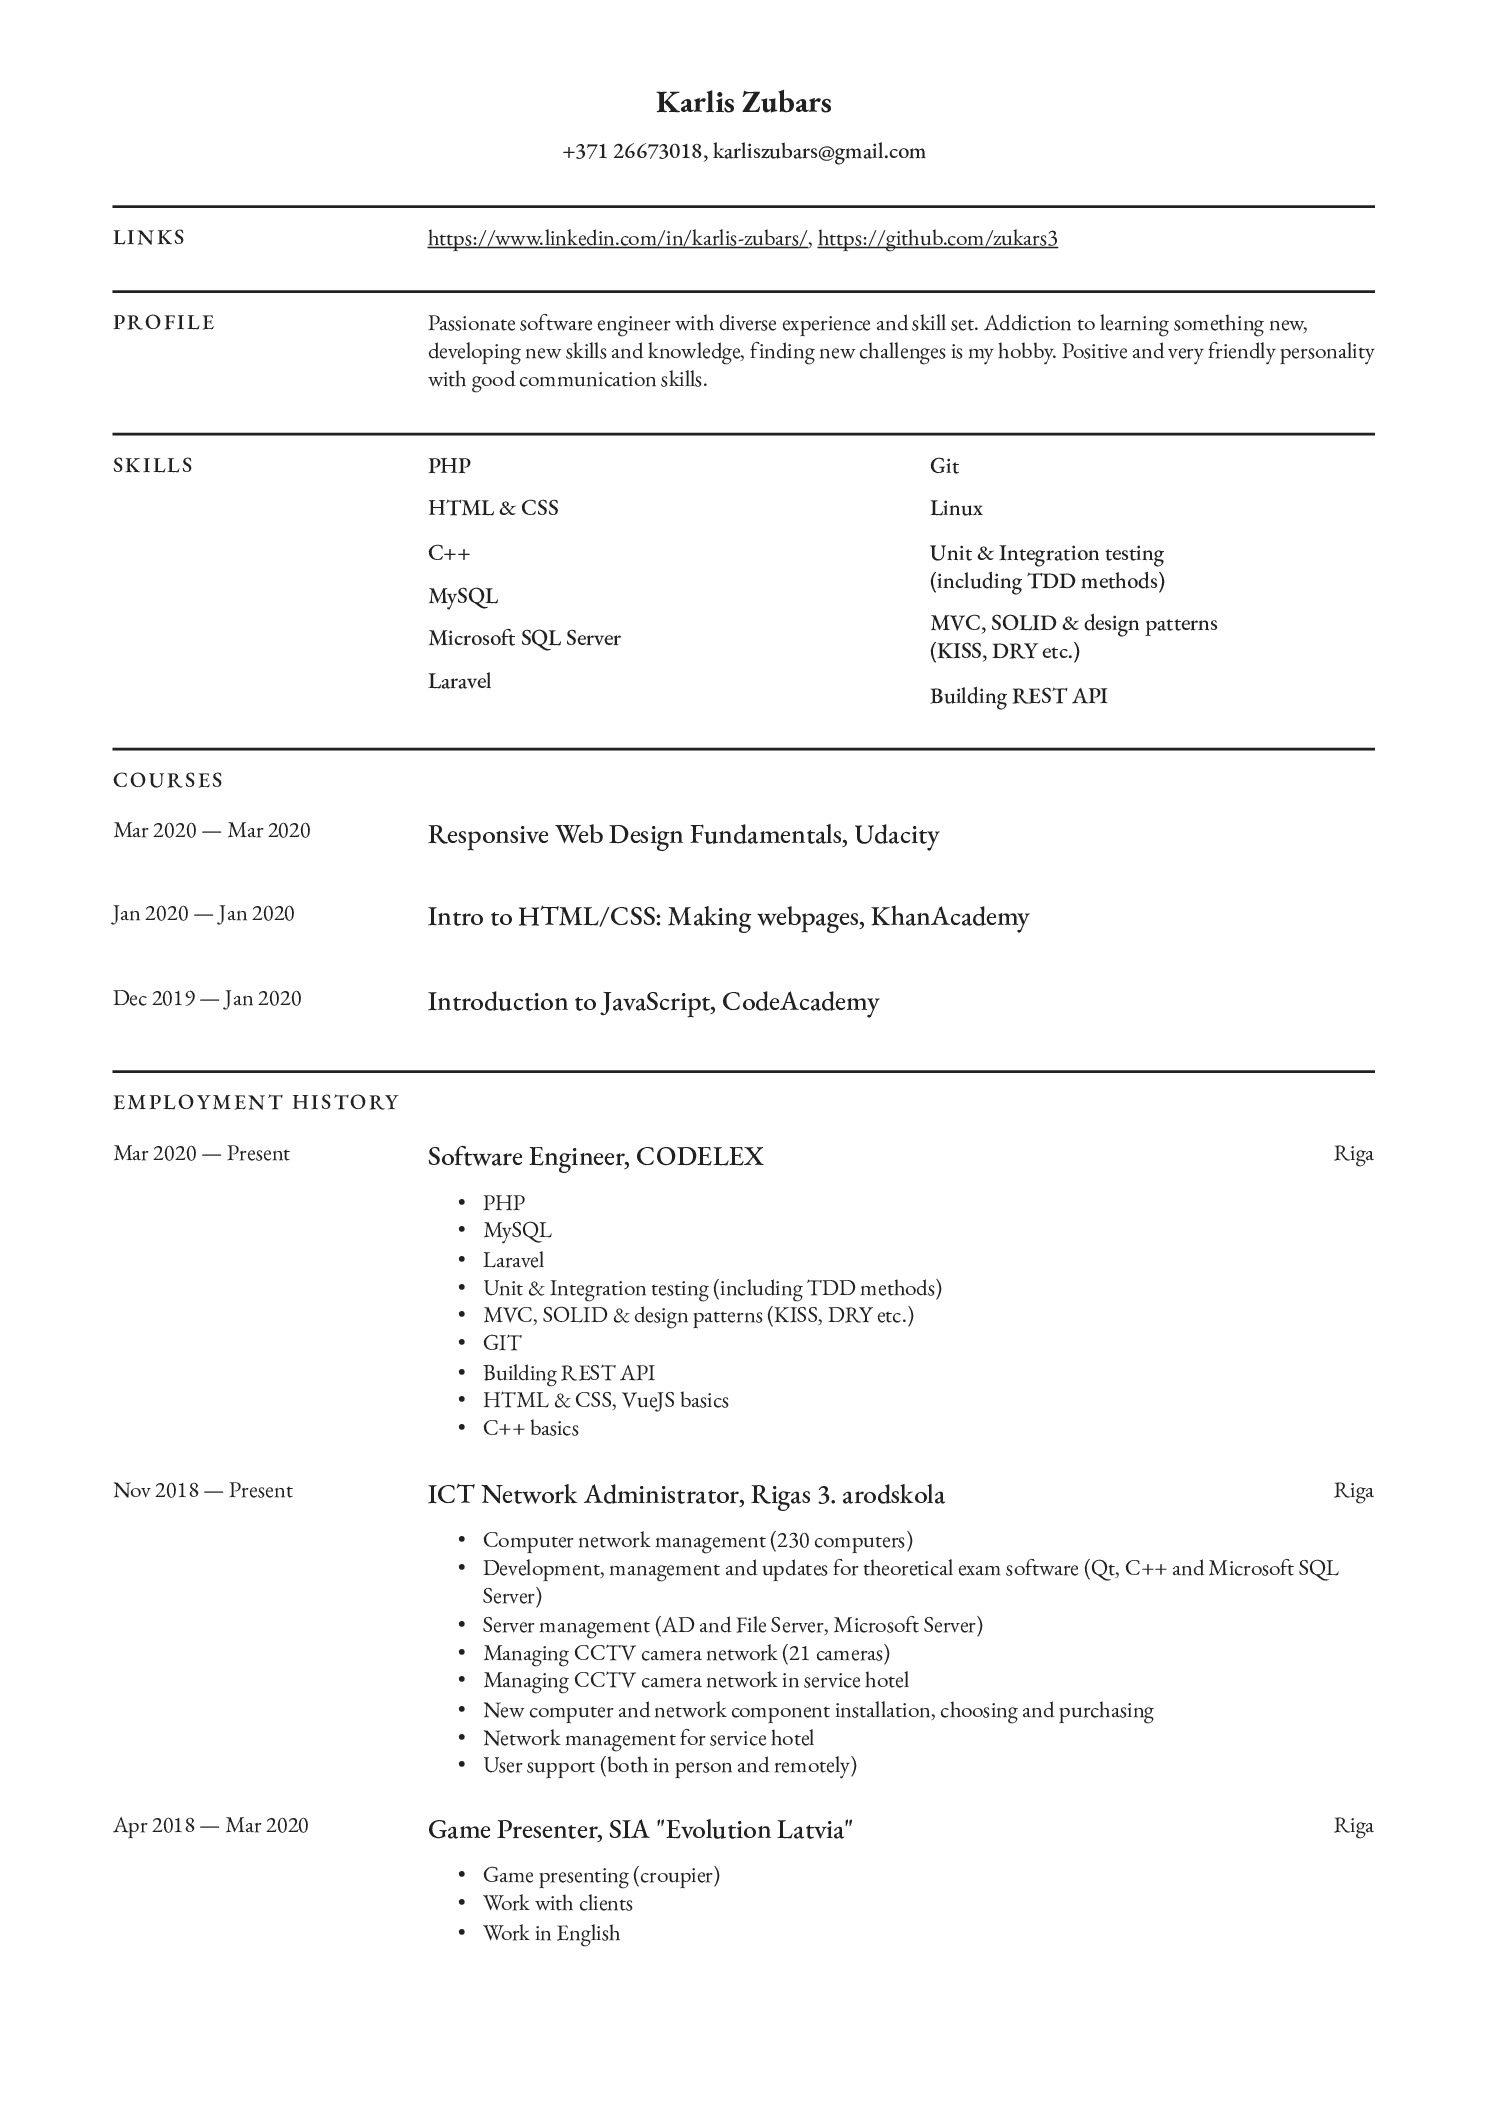 Karlis Zubars
+371 26673018, karliszubars@gmail.com
LINKS
https://www.linkedin.com/in/karlis-zubars/, https://github.com/zukars3
PROFILE
Passionate software engineer with diverse experience and skill set. Addiction to learning something new,
developing new skills and knowledge, finding new challenges is my hobby. Positive and very friendly personality
with good communication skills.
SKILLS
PHP
HTML & CSS
C++
MySQL
Microsoft SQL Server
Laravel
Git
Linux
Unit & Integration testing
(including TDD methods)
MVC, SOLID & design patterns
(KISS, DRY etc.)
Building REST API
COURSES
Mar 2020 — Mar 2020
Responsive Web Design Fundamentals, Udacity
Jan 2020 — Jan 2020
Intro to HTML/CSS: Making webpages, KhanAcademy
Dec 2019 — Jan 2020
Introduction to JavaScript, CodeAcademy
EMPLOYMENT HISTORY
Mar 2020 — Present
Software Engineer, CODELEX
Riga
• PHP
• MySQL
• Laravel
• Unit & Integration testing (including TDD methods)
• MVC, SOLID & design patterns (KISS, DRY etc.)
• GIT
• Building REST API
• HTML & CSS, VueJS basics
• C++ basics
Nov 2018 — Present
ICT Network Administrator, Rigas 3. arodskola
Riga
• Computer network management (230 computers)
• Development, management and updates for theoretical exam software (Qt, C++ and Microsoft SQL
Server)
• Server management (AD and File Server, Microsoft Server)
• Managing CCTV camera network (21 cameras)
• Managing CCTV camera network in service hotel
• New computer and network component installation, choosing and purchasing
• Network management for service hotel
• User support (both in person and remotely)
Apr 2018 — Mar 2020
Game Presenter, SIA "Evolution Latvia"
Riga
• Game presenting (croupier)
• Work with clients
• Work in English